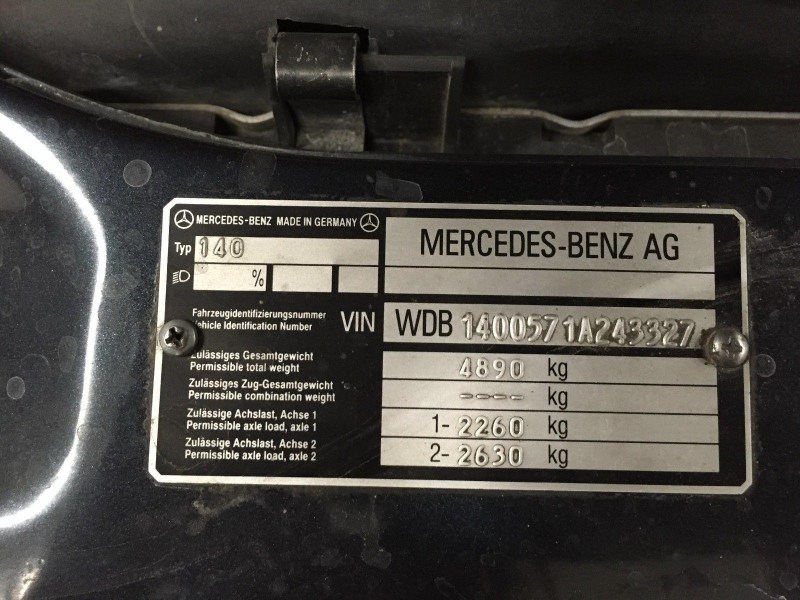 MERCEDES-BENZ MADE IN GERMANY
Typ 140
%
MERCEDES-BENZ AG
Fahrzeugidentifizierungsnummer
Vehicle Identification Number
VIN WDB 1400571A243327
Zulässiges Gesamtgewicht
Permissible total weight
4890 kg
Zulässiges Zug-Gesamtgewicht
Permissible combination weight
---- kg
Zulässige Achslast, Achse 1
Permissible axle load, axle 1
1- 2260 kg
Zulässige Achslast, Achse 2
Permissible axle load, axle 2
2- 2630 kg